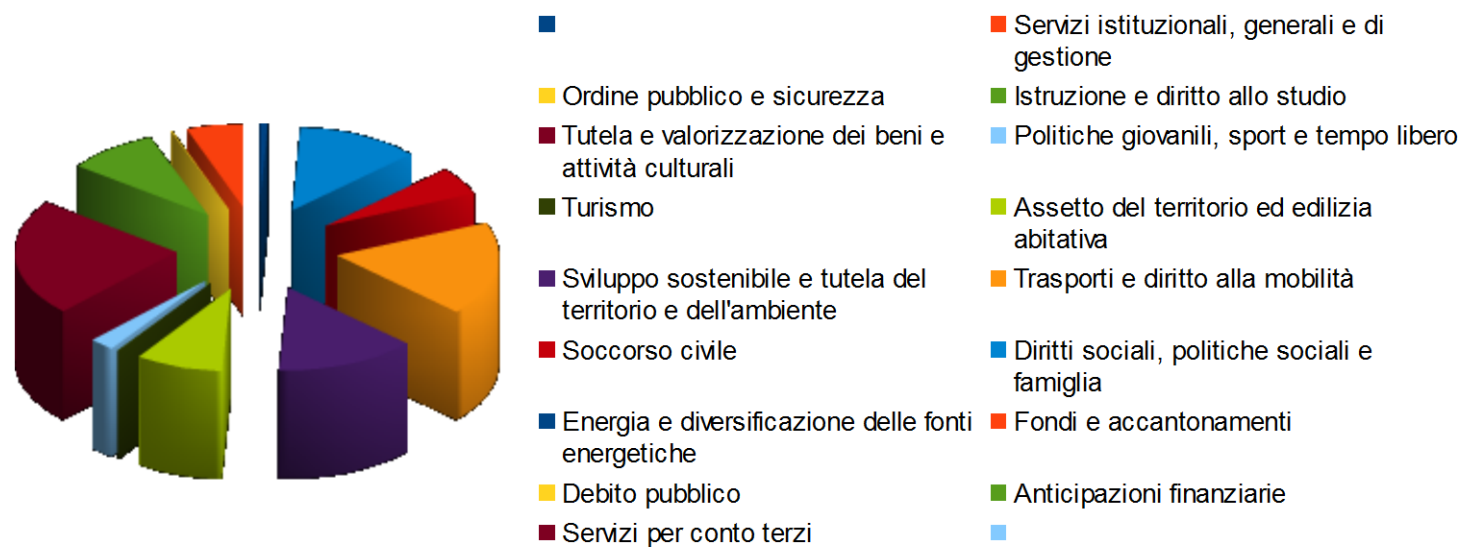 Servizi istituzionali, generali e di
gestione
Ordine pubblico e sicurezza
Istruzione e diritto allo studio
Tutela e valorizzazione dei beni e
attività culturali
Politiche giovanili, sport e tempo libero
Turismo
Assetto del territorio ed edilizia
abitativa
Sviluppo sostenibile e tutela del
territorio e dell'ambiente
Trasporti e diritto alla mobilità
Soccorso civile
Diritti sociali, politiche sociali e
famiglia
Energia e diversificazione delle fonti
energetiche
Fondi e accantonamenti
Debito pubblico
Anticipazioni finanziarie
Servizi per conto terzi